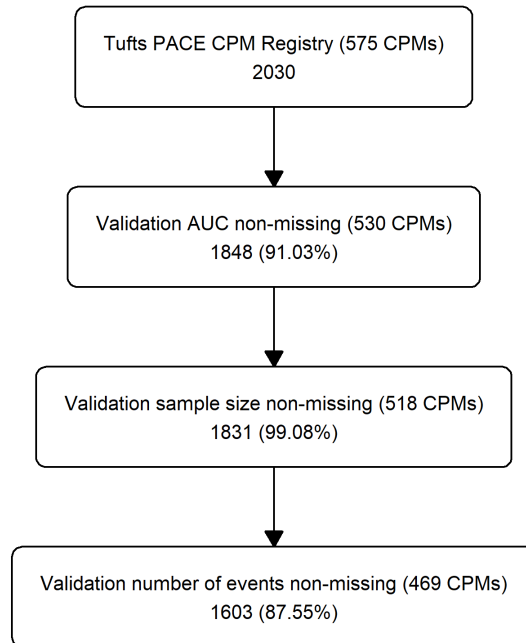 Tufts PACE CPM Registry (575 CPMs)
2030
Validation AUC non-missing (530 CPMs)
1848 (91.03%)
Validation sample size non-missing (518 CPMs)
1831 (99.08%)
Validation number of events non-missing (469 CPMs)
1603 (87.55%)